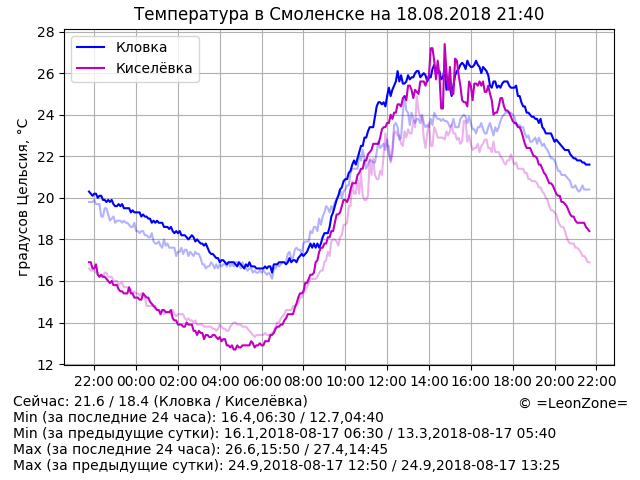 Температура в Смоленске на 18.08.2018 21:40
градусов Цельсия, °C
28
26
24
22
20
18
16
14
12
Кловка
Киселёвка
22:00 00:00 02:00 04:00 06:00 08:00 10:00 12:00 14:00 16:00 18:00 20:00 22:00
Сейчас: 21.6 / 18.4 (Кловка / Киселёвка)
© =LeonZone=
Min (за последние 24 часа): 16.4,06:30 / 12.7,04:40
Min (за предыдущие сутки): 16.1,2018-08-17 06:30 / 13.3,2018-08-17 05:40
Max (за последние 24 часа): 26.6,15:50 / 27.4,14:45
Max (за предыдущие сутки): 24.9,2018-08-17 12:50 / 24.9,2018-08-17 13:25